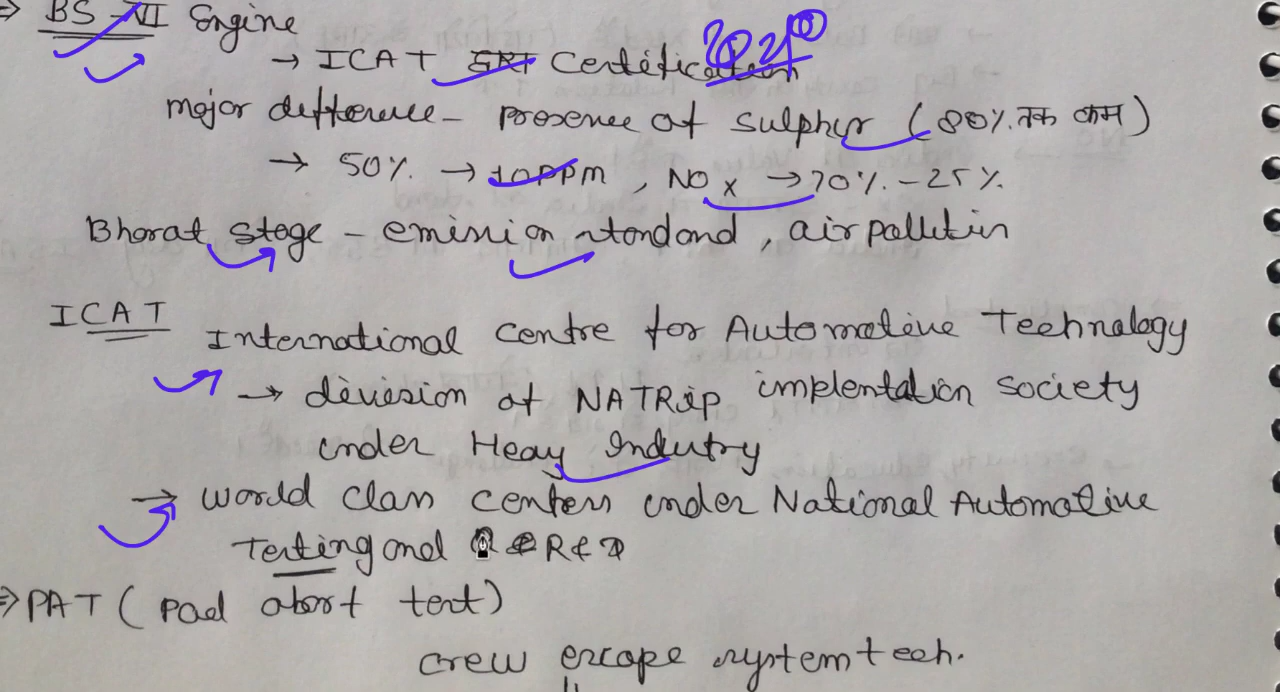 ⇒ BS-VI Engine
→ ICAT Certification 2020
major difference - presence of sulphur (80%. तक कम)
→ 50%. → 10PPM, NOx → 70%. - 25%.
Bharat stage - emission standard, air pollution
ICAT
International Centre for Automotive Technology
→ division of NATRip implentation society
under Heavy Industry
→ world class centers under National Automotive
Testing and R&D
⇒ PAT (Pad abort test)
crew escape system tech.